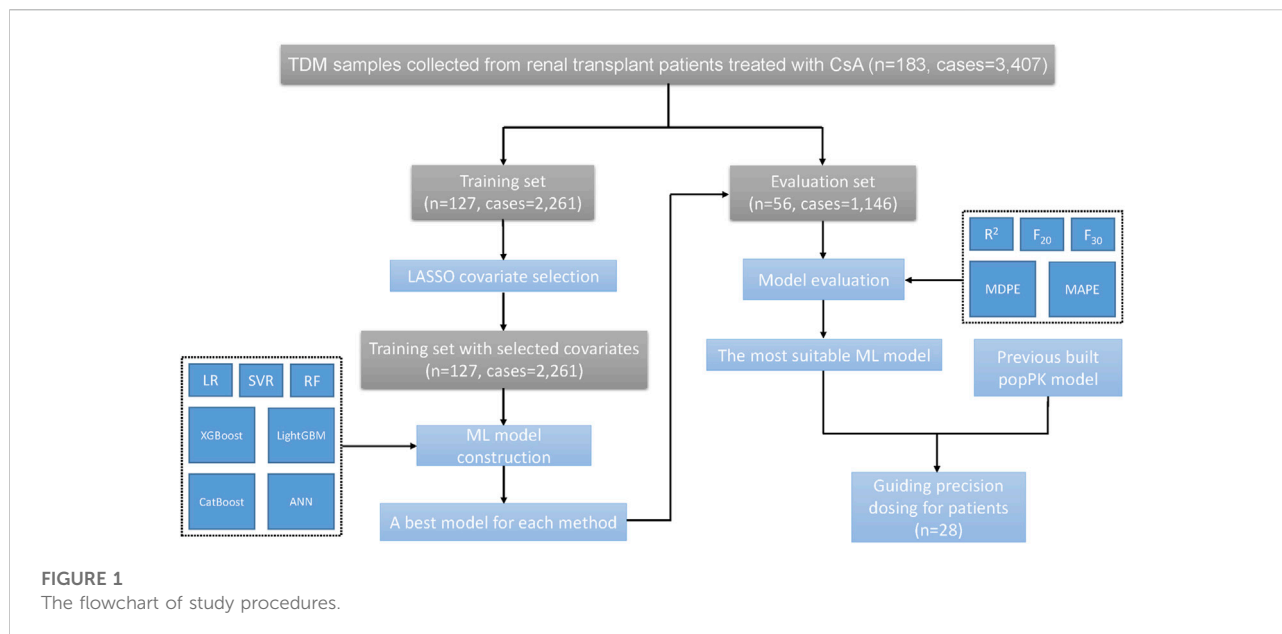 TDM samples collected from renal transplant patients treated with CsA (n=183, cases=3,407)
Training set
(n=127, cases=2,261)
LASSO covariate selection
Training set with selected covariates
(n=127, cases=2,261)
LR
SVR
RF
XGBoost
LightGBM
CatBoost
ANN
ML model
construction
A best model for each method
Evaluation set
(n=56, cases=1,146)
R²
F₂₀
F₃₀
MDPE
MAPE
Model evaluation
The most suitable ML model
Previous built
popPK model
Guiding precision
dosing for patients
(n=28)
FIGURE 1
The flowchart of study procedures.